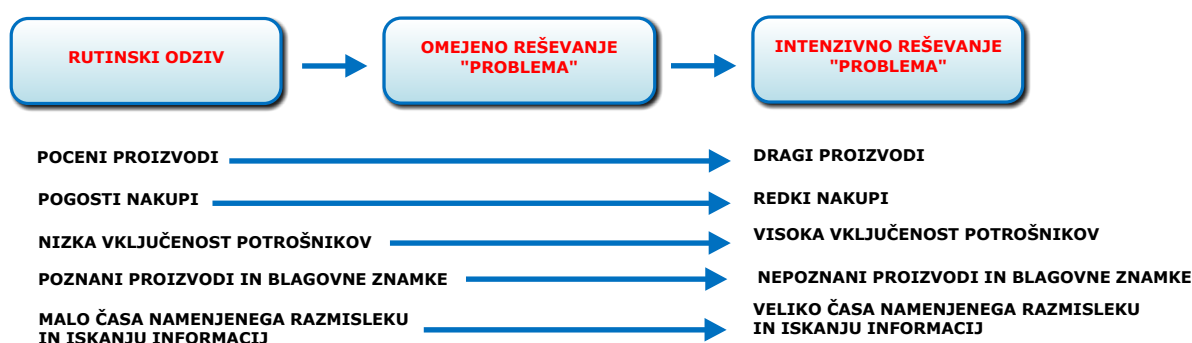 RUTINSKI ODZIV
OMEJENO REŠEVANJE
"PROBLEMA"
INTENZIVNO REŠEVANJE
"PROBLEMA"
POCENI PROIZVODI
DRAGI PROIZVODI
POGOSTI NAKUPI
REDKI NAKUPI
NIZKA VKLJUČENOST POTROŠNIKOV
VISOKA VKLJUČENOST POTROŠNIKOV
POZNANI PROIZVODI IN BLAGOVNE ZNAMKE
NEPOZNANI PROIZVODI IN BLAGOVNE ZNAMKE
MALO ČASA NAMENJENEGA RAZMISLEKU
IN ISKANJU INFORMACIJ
VELIKO ČASA NAMENJENEGA RAZMISLEKU
IN ISKANJU INFORMACIJ